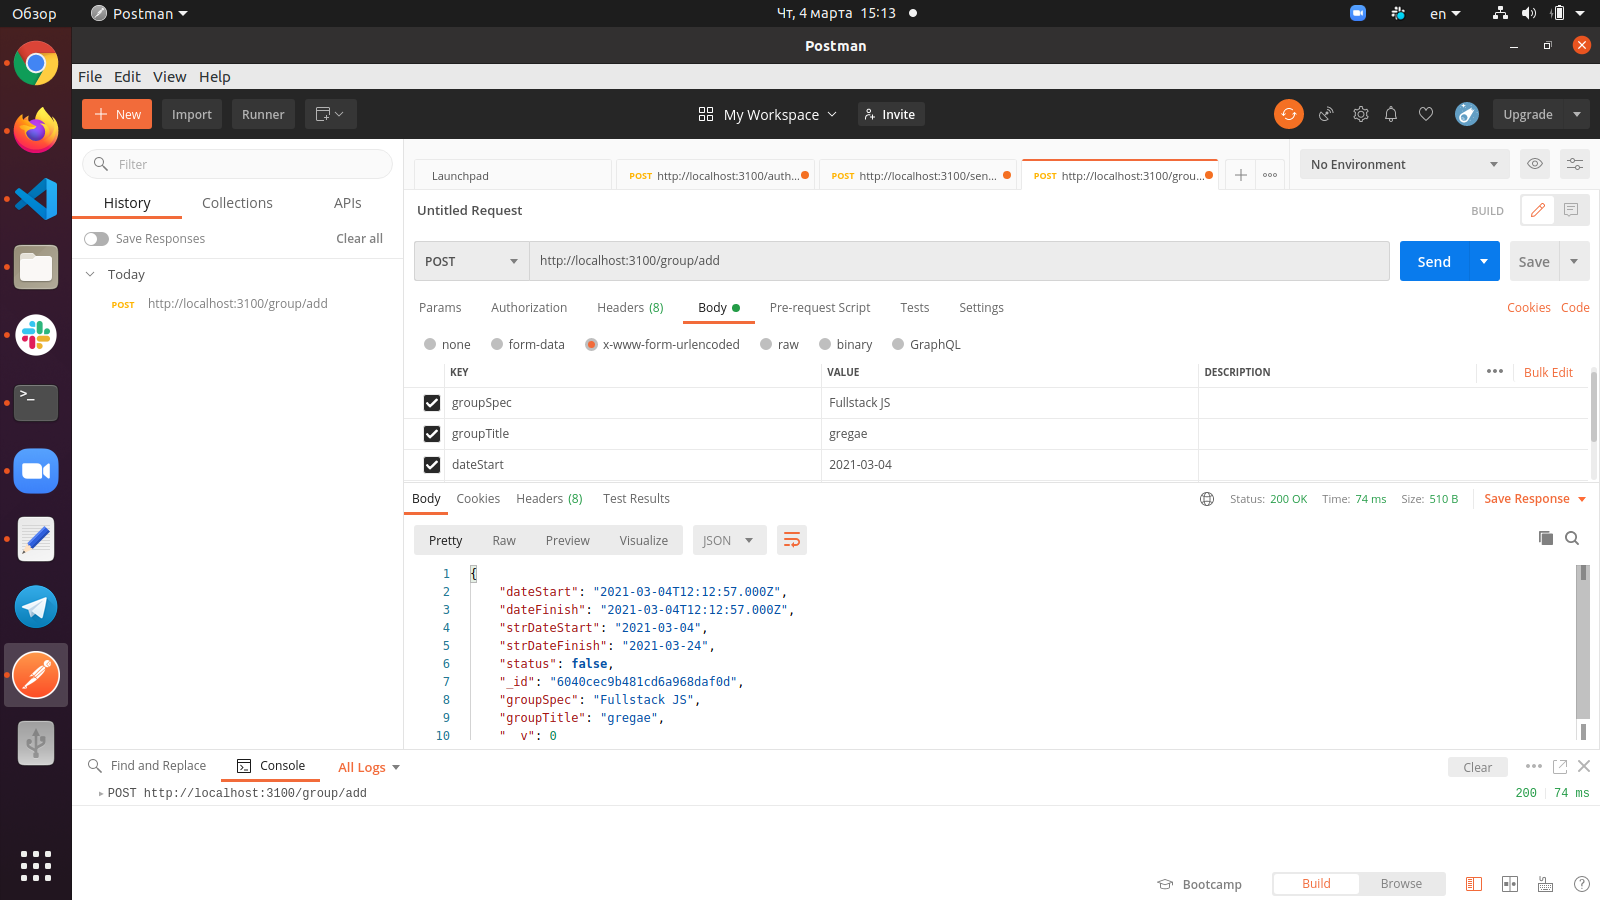 Обзор Postman Чт, 4 марта 15:13 en
Postman
File Edit View Help
New Import Runner My Workspace Invite Upgrade
Filter
Launchpad POST http://localhost:3100/auth... POST http://localhost:3100/sen... POST http://localhost:3100/grou... No Environment
History Collections APIs
Untitled Request BUILD
Save Responses Clear all
POST http://localhost:3100/group/add Send Save
Today
POST http://localhost:3100/group/add
Params Authorization Headers (8) Body Pre-request Script Tests Settings Cookies Code
none form-data x-www-form-urlencoded raw binary GraphQL
KEY VALUE DESCRIPTION Bulk Edit
groupSpec Fullstack JS
groupTitle gregae
dateStart 2021-03-04
Body Cookies Headers (8) Test Results Status: 200 OK Time: 74 ms Size: 510 B Save Response
Pretty Raw Preview Visualize JSON
1 {
2 "dateStart": "2021-03-04T12:12:57.000Z",
3 "dateFinish": "2021-03-04T12:12:57.000Z",
4 "strDateStart": "2021-03-04",
5 "strDateFinish": "2021-03-24",
6 "status": false,
7 "_id": "6040cec9b481cd6a968daf0d",
8 "groupSpec": "Fullstack JS",
9 "groupTitle": "gregae",
10 "__v": 0
Find and Replace Console All Logs Clear
POST http://localhost:3100/group/add 200 74 ms
Bootcamp Build Browse